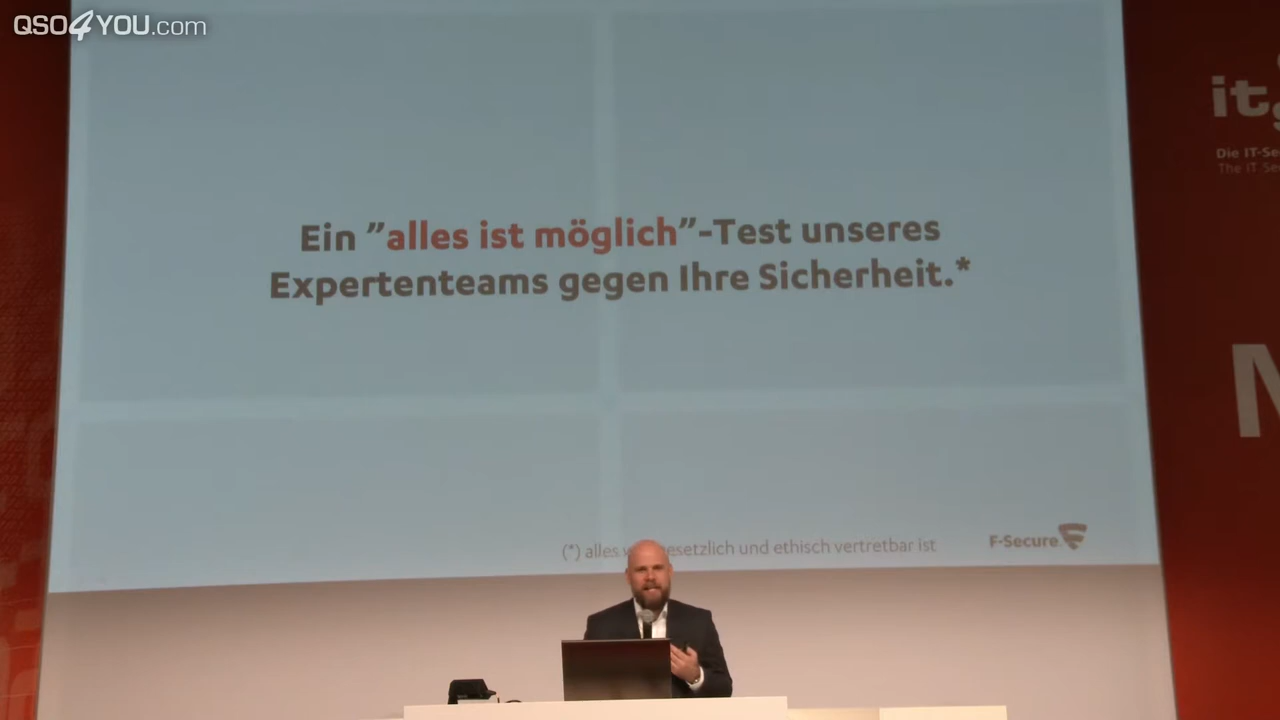 QSO4YOU.com
it
Die IT-Se
The IT Se
Ein ”alles ist möglich”-Test unseres
Expertenteams gegen Ihre Sicherheit.*
(*) alles esetzlich und ethisch vertretbar ist
F-Secure